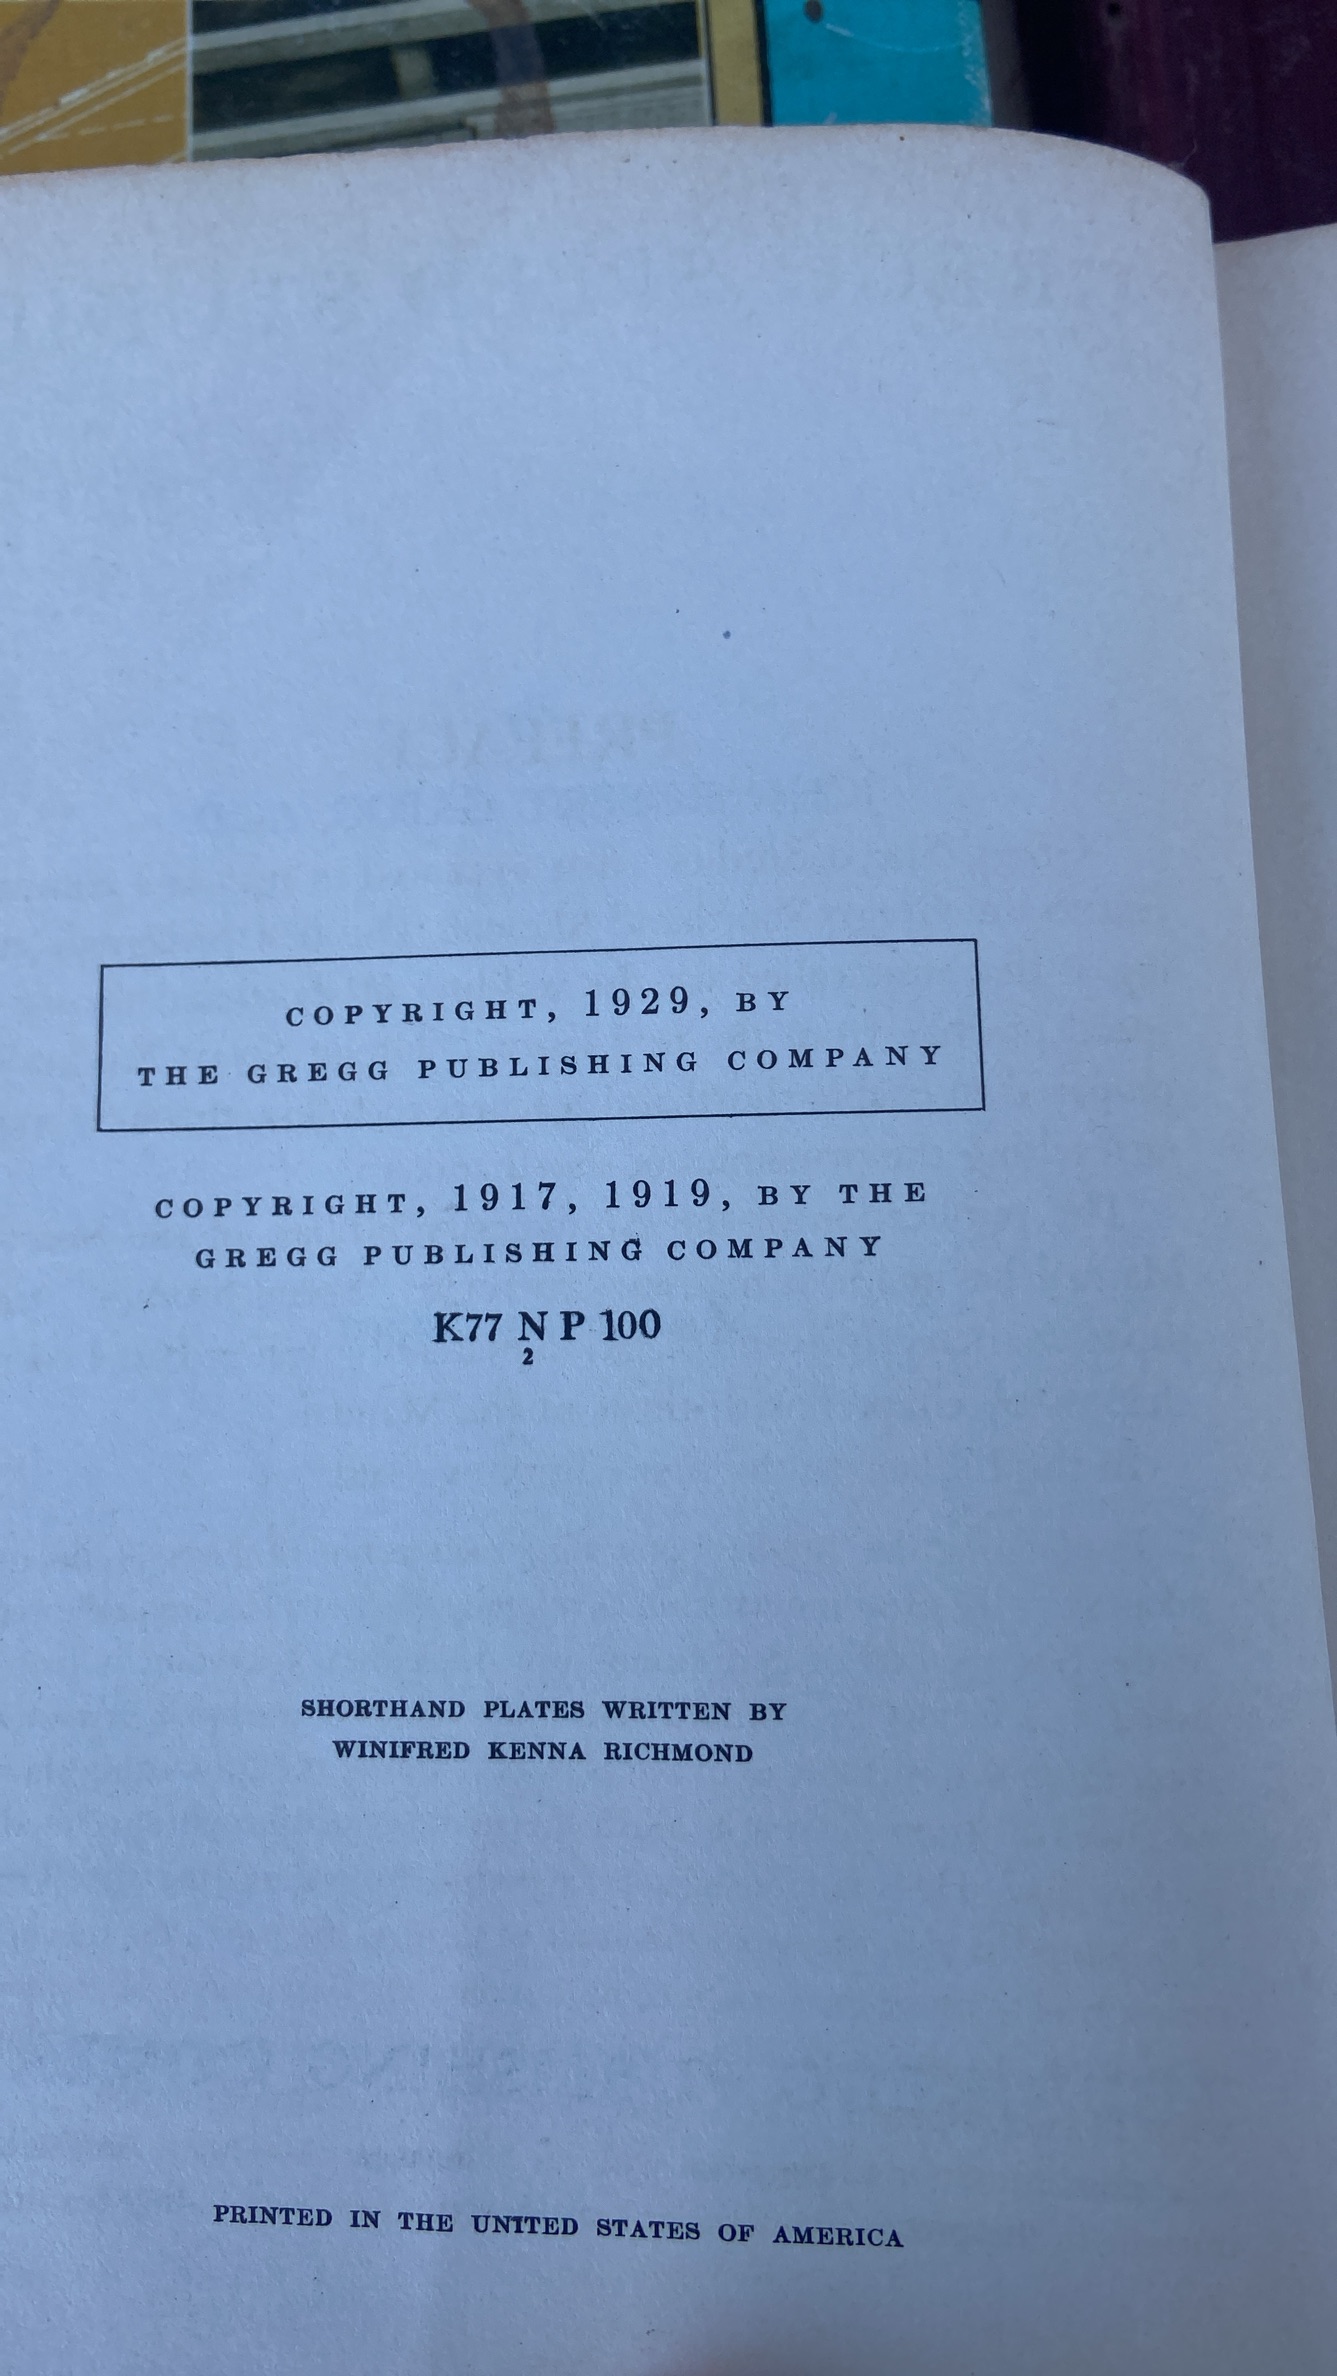 COPYRIGHT, 1929, BY
THE GREGG PUBLISHING COMPANY
COPYRIGHT, 1917, 1919, BY THE
GREGG PUBLISHING COMPANY
K77 N P 100
2
SHORTHAND PLATES WRITTEN BY
WINIFRED KENNA RICHMOND
PRINTED IN THE UNITED STATES OF AMERICA